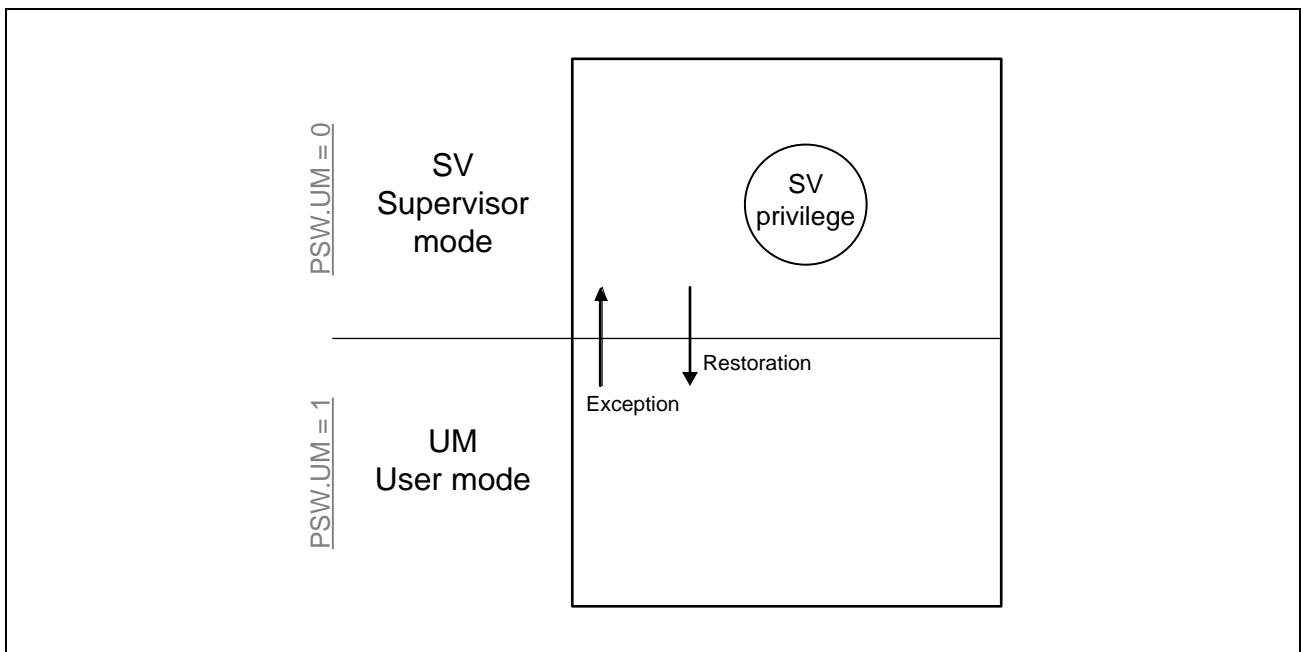 PSW.UM = 0
SV
Supervisor
mode
SV
privilege
Restoration
Exception
PSW.UM = 1
UM
User mode